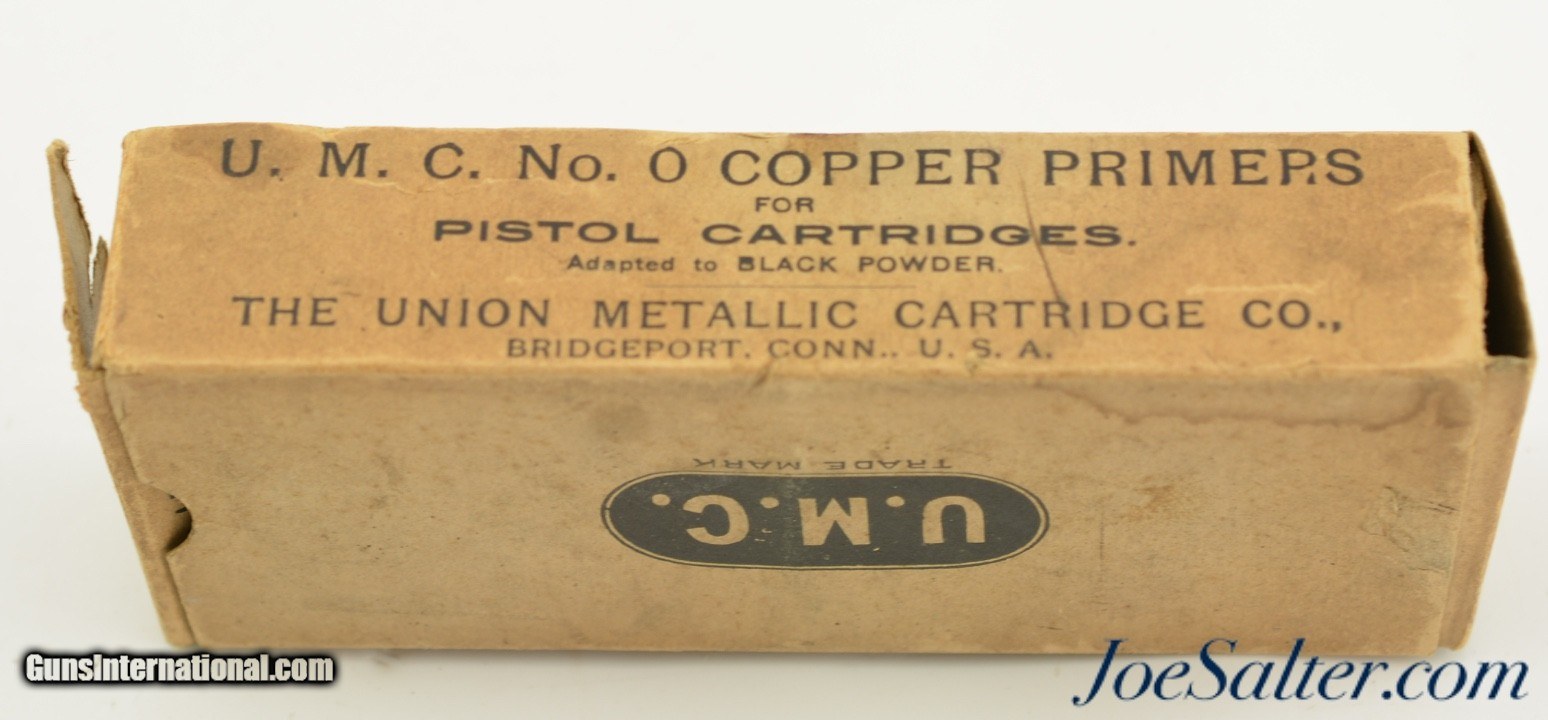 U. M. C. No. 0 COPPER PRIMERS
FOR
PISTOL CARTRIDGES.
Adapted to BLACK POWDER.
THE UNION METALLIC CARTRIDGE CO.,
BRIDGEPORT, CONN., U. S. A.
TRADE MARK
U.M.C.
GunsInternational.com
JoeSalter.com